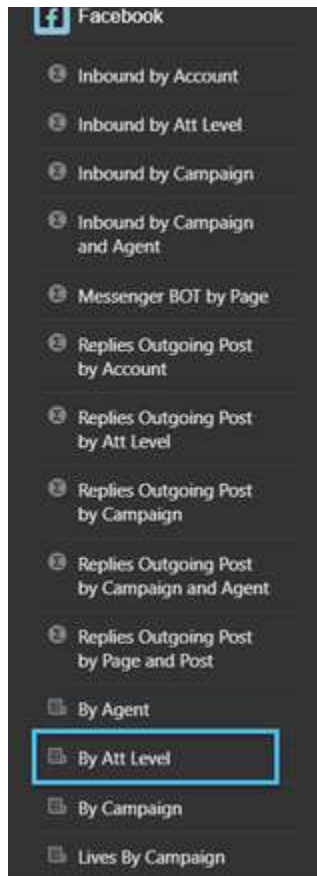 Facebook
Inbound by Account
Inbound by Att Level
Inbound by Campaign
Inbound by Campaign
and Agent
Messenger BOT by Page
Replies Outgoing Post
by Account
Replies Outgoing Post
by Att Level
Replies Outgoing Post
by Campaign
Replies Outgoing Post
by Campaign and Agent
Replies Outgoing Post
by Page and Post
By Agent
By Att Level
By Campaign
Lives By Campaign